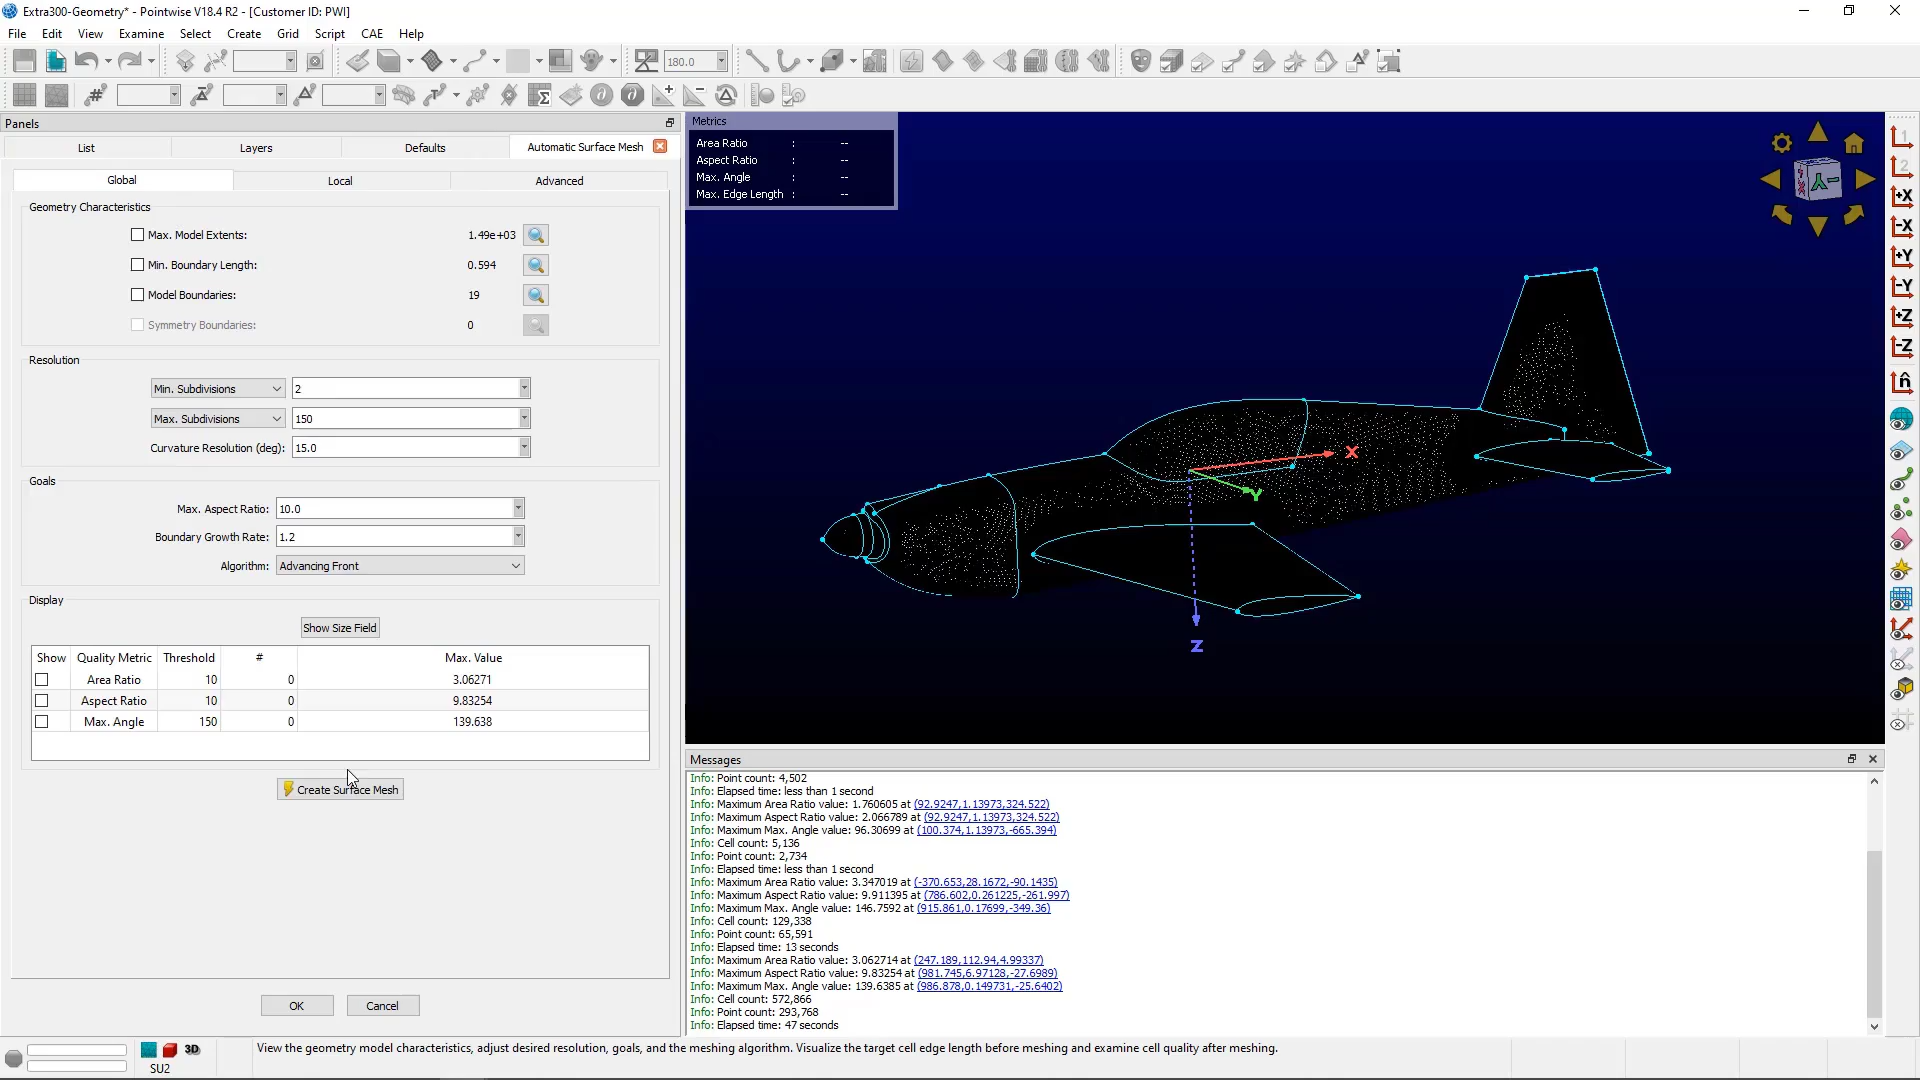 Extra300-Geometry* - Pointwise V18.4 R2 - [Customer ID: PWI]
File Edit View Examine Select Create Grid Script CAE Help
180.0
Panels
List Layers Defaults Automatic Surface Mesh
Global Local Advanced
Geometry Characteristics
Max. Model Extents: 1.49e+03
Min. Boundary Length: 0.594
Model Boundaries: 19
Symmetry Boundaries: 0
Resolution
Min. Subdivisions 2
Max. Subdivisions 150
Curvature Resolution (deg): 15.0
Goals
Max. Aspect Ratio: 10.0
Boundary Growth Rate: 1.2
Algorithm: Advancing Front
Display
Show Size Field
Show Quality Metric Threshold # Max. Value
Area Ratio 10 0 3.06271
Aspect Ratio 10 0 9.83254
Max. Angle 150 0 139.638
Create Surface Mesh
OK Cancel
Metrics
Area Ratio : --
Aspect Ratio : --
Max. Angle : --
Max. Edge Length : --
X
Y
Z
1
2
+X
-X
+Y
-Y
+Z
-Z
n̂
Messages
Info: Point count: 4,502
Info: Elapsed time: less than 1 second
Info: Maximum Area Ratio value: 1.760605 at (92.9247,1.13973,324.522)
Info: Maximum Aspect Ratio value: 2.066789 at (92.9247,1.13973,324.522)
Info: Maximum Max. Angle value: 96.30699 at (100.374,1.13973,-665.394)
Info: Cell count: 5,136
Info: Point count: 2,734
Info: Elapsed time: less than 1 second
Info: Maximum Area Ratio value: 3.347019 at (-370.653,28.1672,-90.1435)
Info: Maximum Aspect Ratio value: 9.911395 at (786.602,0.261225,-261.997)
Info: Maximum Max. Angle value: 146.7592 at (915.861,0.17699,-349.36)
Info: Cell count: 129,338
Info: Point count: 65,591
Info: Elapsed time: 13 seconds
Info: Maximum Area Ratio value: 3.062714 at (247.189,112.94,4.99337)
Info: Maximum Aspect Ratio value: 9.83254 at (981.745,6.97128,-27.6989)
Info: Maximum Max. Angle value: 139.6385 at (986.878,0.149731,-25.6402)
Info: Cell count: 572,866
Info: Point count: 293,768
Info: Elapsed time: 47 seconds
3D
SU2
View the geometry model characteristics, adjust desired resolution, goals, and the meshing algorithm. Visualize the target cell edge length before meshing and examine cell quality after meshing.